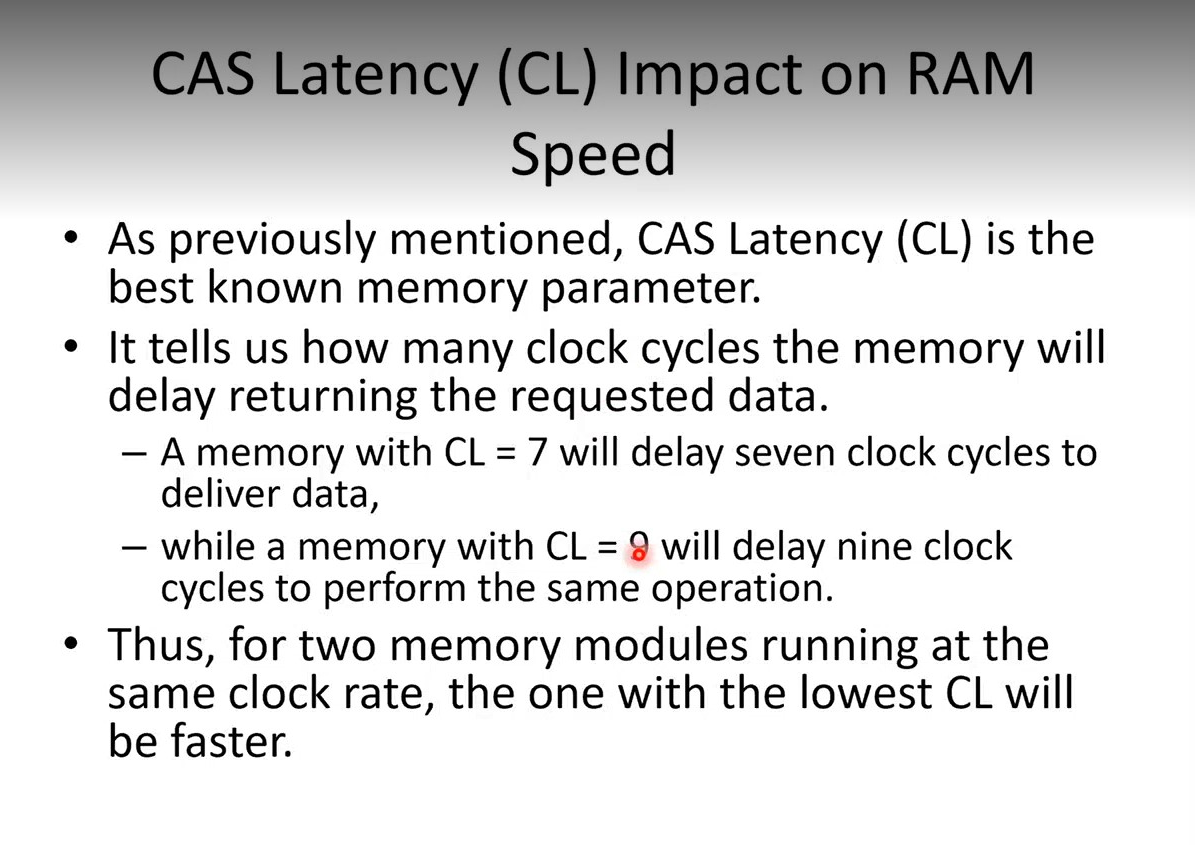 CAS Latency (CL) Impact on RAM
Speed
• As previously mentioned, CAS Latency (CL) is the
best known memory parameter.
• It tells us how many clock cycles the memory will
delay returning the requested data.
– A memory with CL = 7 will delay seven clock cycles to
deliver data,
– while a memory with CL = 9 will delay nine clock
cycles to perform the same operation.
• Thus, for two memory modules running at the
same clock rate, the one with the lowest CL will
be faster.